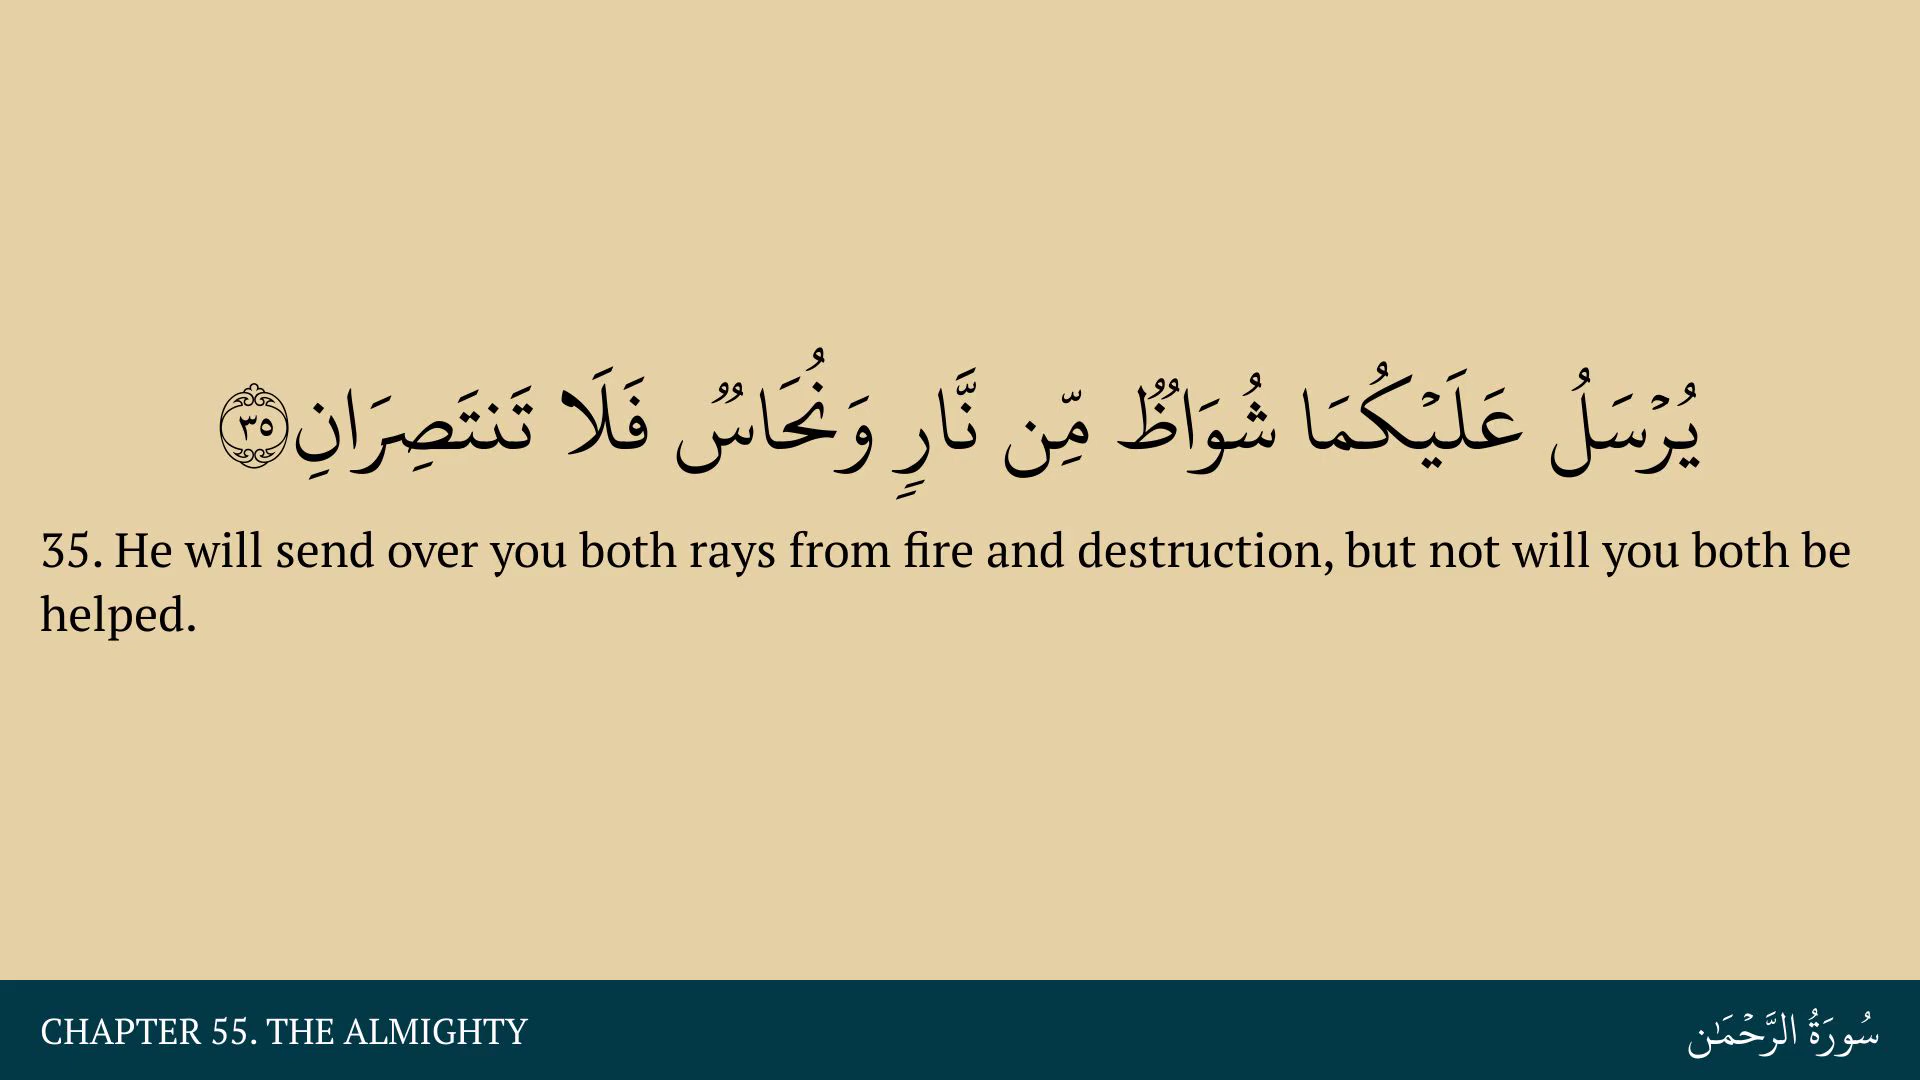 يُرۡسَلُ عَلَيۡكُمَا شُوَاظٞ مِّن نَّارٖ وَنُحَاسٞ فَلَا تَنتَصِرَانِ ٣٥
35. He will send over you both rays from fire and destruction, but not will you both be
helped.
CHAPTER 55. THE ALMIGHTY
سُورَةُ الرَّحۡمَٰن